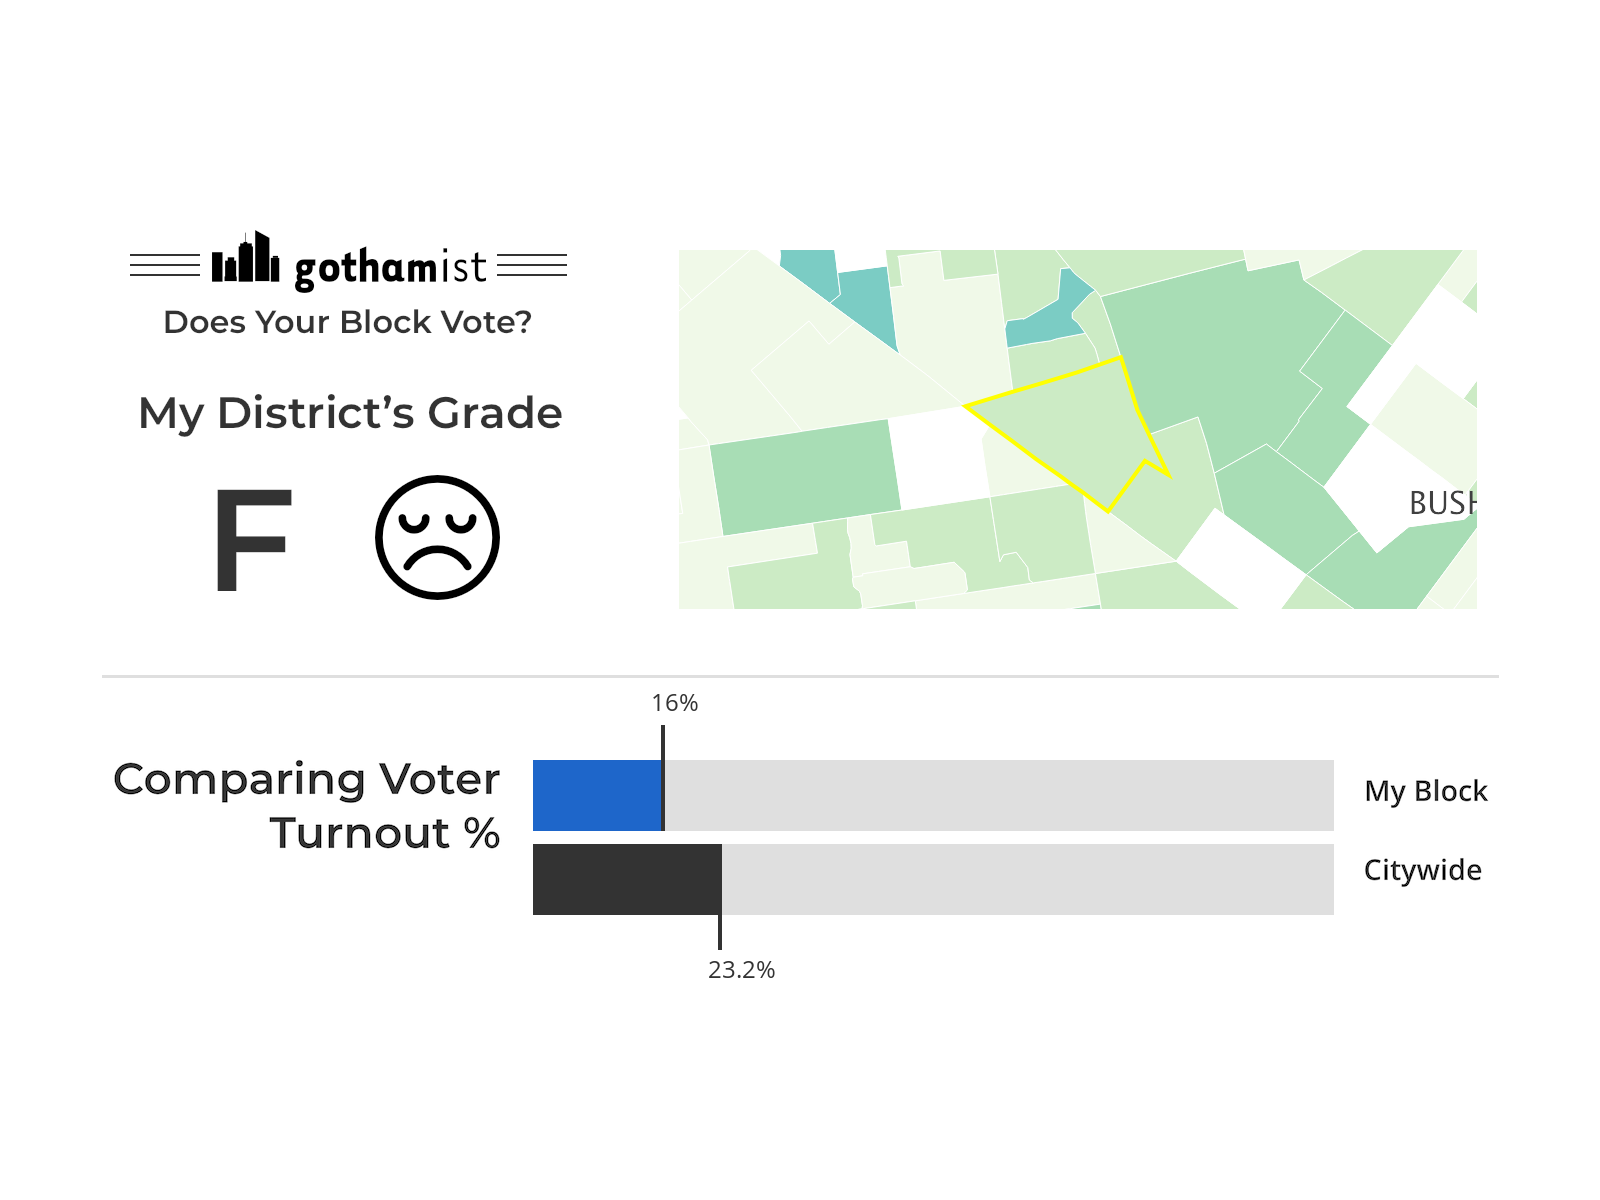 gothamist
Does Your Block Vote?
My District’s Grade
F
BUSH
16%
Comparing Voter
Turnout %
My Block
Citywide
23.2%